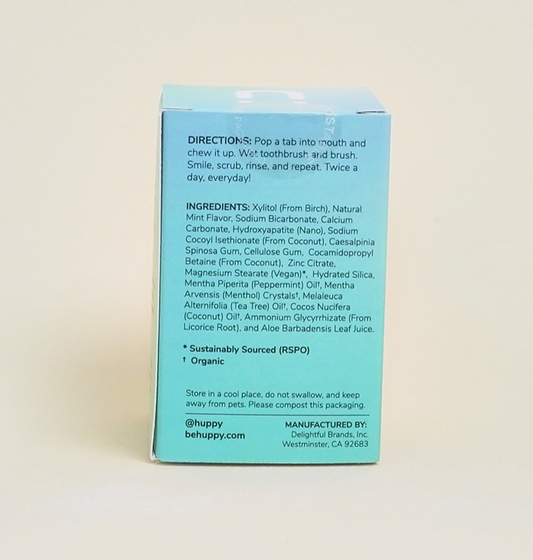 DIRECTIONS: Pop a tab into mouth and
chew it up. Wet toothbrush and brush.
Smile, scrub, rinse, and repeat. Twice a
day, everyday!
INGREDIENTS: Xylitol (From Birch), Natural
Mint Flavor, Sodium Bicarbonate, Calcium
Carbonate, Hydroxyapatite (Nano), Sodium
Cocoyl Isethionate (From Coconut), Caesalpinia
Spinosa Gum, Cellulose Gum, Cocamidopropyl
Betaine (From Coconut), Zinc Citrate,
Magnesium Stearate (Vegan)*, Hydrated Silica,
Mentha Piperita (Peppermint) Oil†, Mentha
Arvensis (Menthol) Crystals†, Melaleuca
Alternifolia (Tea Tree) Oil†, Cocos Nucifera
(Coconut) Oil†, Ammonium Glycyrrhizate (From
Licorice Root), and Aloe Barbadensis Leaf Juice.
* Sustainably Sourced (RSPO)
† Organic
Store in a cool place, do not swallow, and keep
away from pets. Please compost this packaging.
@huppy
behuppy.com
MANUFACTURED BY:
Delightful Brands, Inc.
Westminster, CA 92683